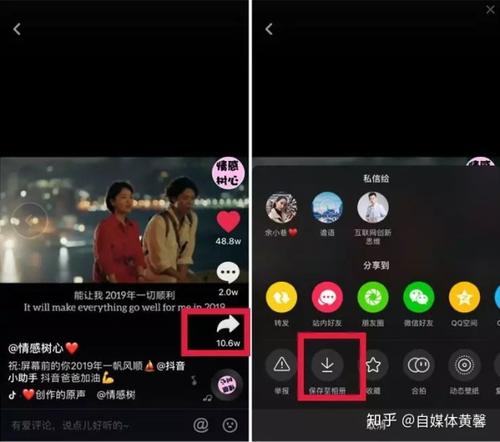 情感
树心
48.8w
2.0w
能让我 2019年一切顺利
It will make everything go well for me in 2019
10.6w
@情感树心❤️
祝:屏幕前的你2019年一帆风顺⛵@抖音
小助手 抖音爸爸加油💪
❤️创作的原声 @情感树
有爱评论，说点儿好听的~
私信给
余小巷❤️
谵语
互联网创新
思维
分享到
转发
站内好友
朋友圈
微信好友
QQ空间
举报
保存至相册
收藏
合拍
动态壁纸
知乎 @自媒体黄馨